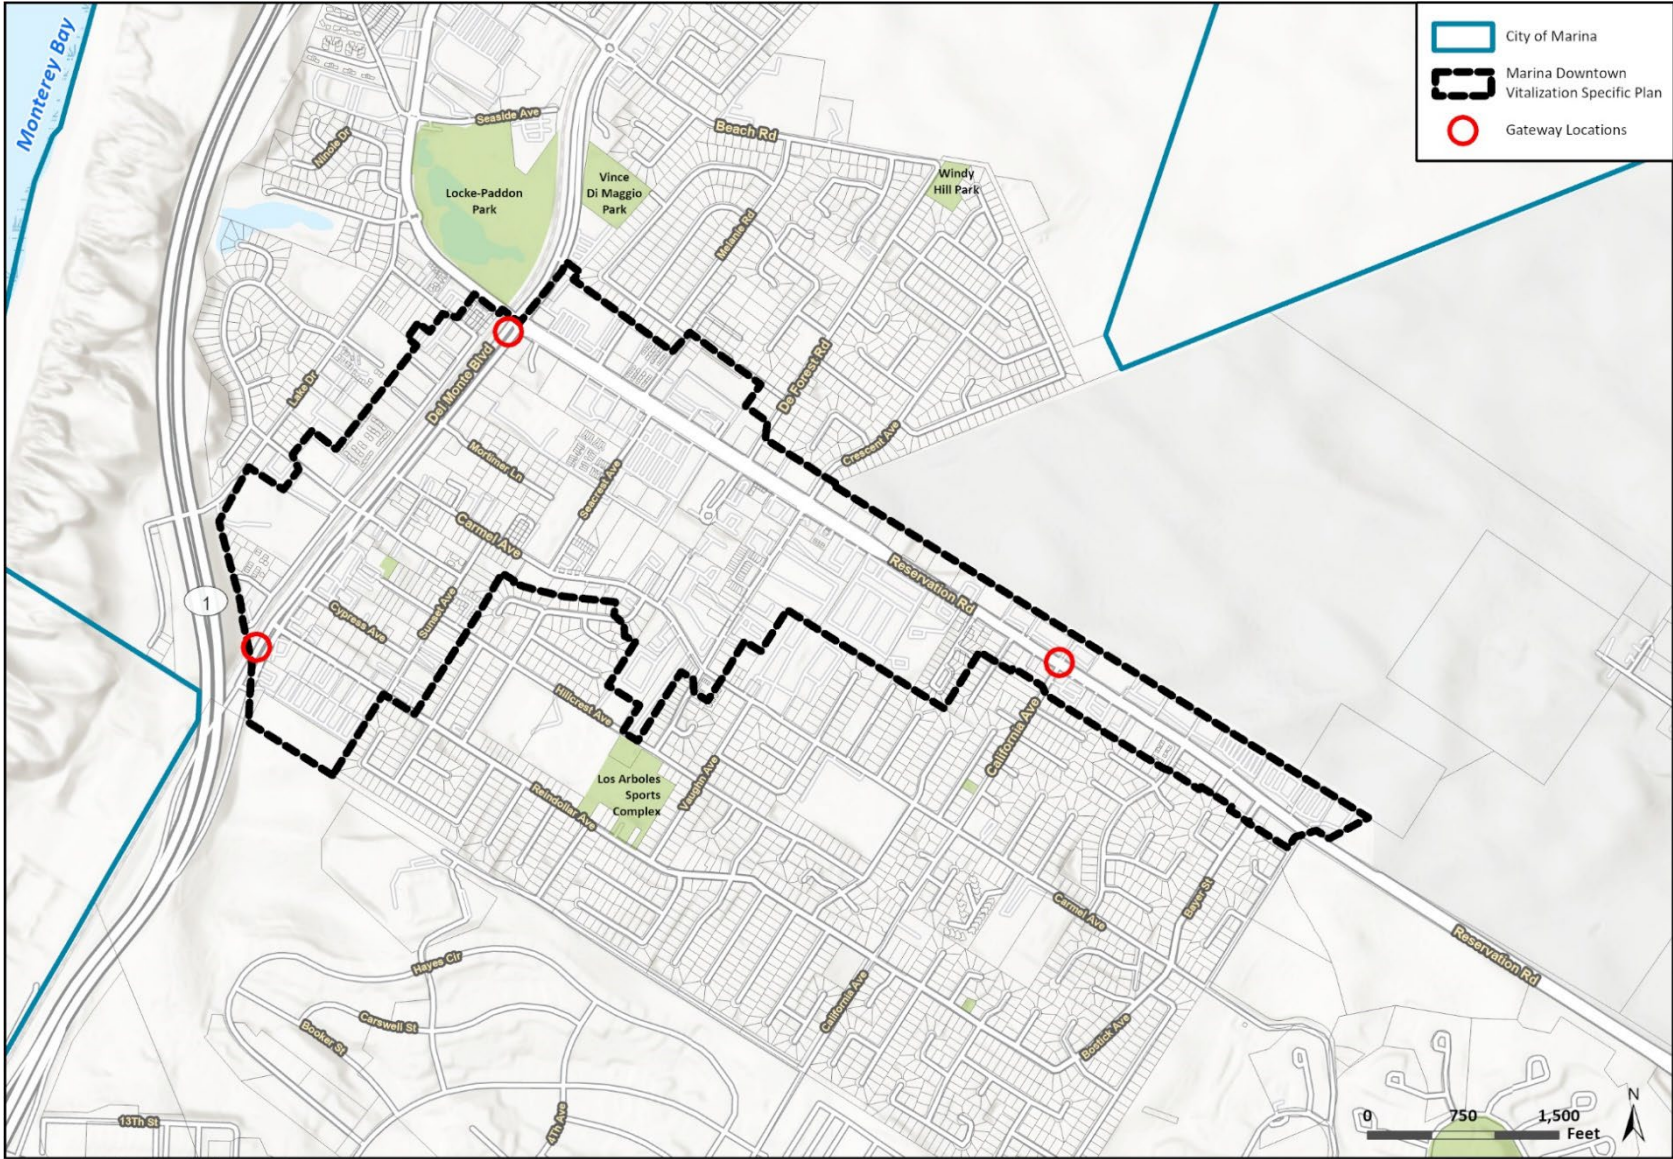 Monterey Bay
City of Marina
Marina Downtown
Vitalization Specific Plan
Gateway Locations
Seaside Ave
Ninole Dr
Beach Rd
Locke-Paddon
Park
Vince
Di Maggio
Park
Windy
Hill Park
Melanie Rd
Lake Dr
Del Monte Blvd
De Forest Rd
Crescent Ave
Mortimer Ln
Seacrest Ave
Carmel Ave
Reservation Rd
1
Cypress Ave
Sunset Ave
Hillcrest Ave
California Ave
Los Arboles
Sports
Complex
Vaughn Ave
Reindollar Ave
Carmel Ave
Bayer St
Reservation Rd
Hayes Cir
Carswell St
Booker St
California Ave
Bostick Ave
13Th St
4Th Ave
N
0 750 1,500
Feet